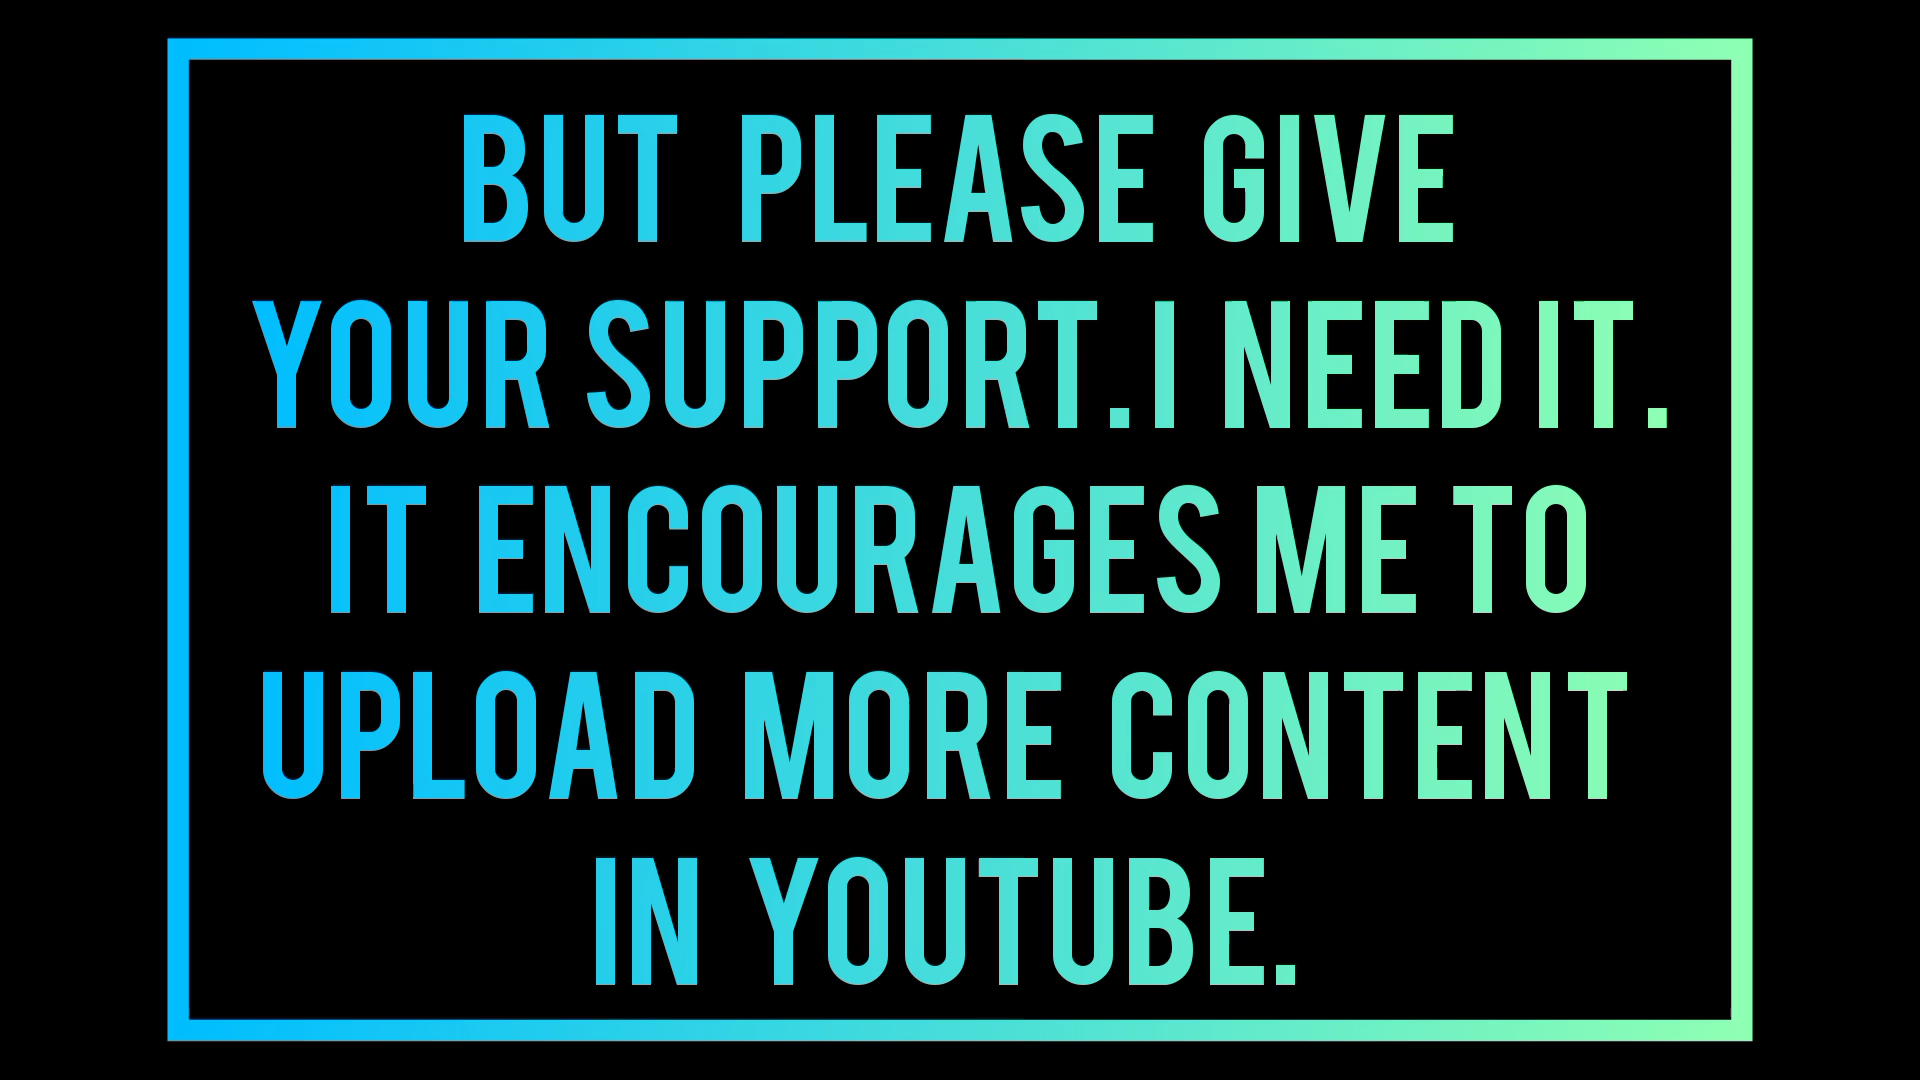 BUT PLEASE GIVE
YOUR SUPPORT. I NEED IT.
IT ENCOURAGES ME TO
UPLOAD MORE CONTENT
IN YOUTUBE.